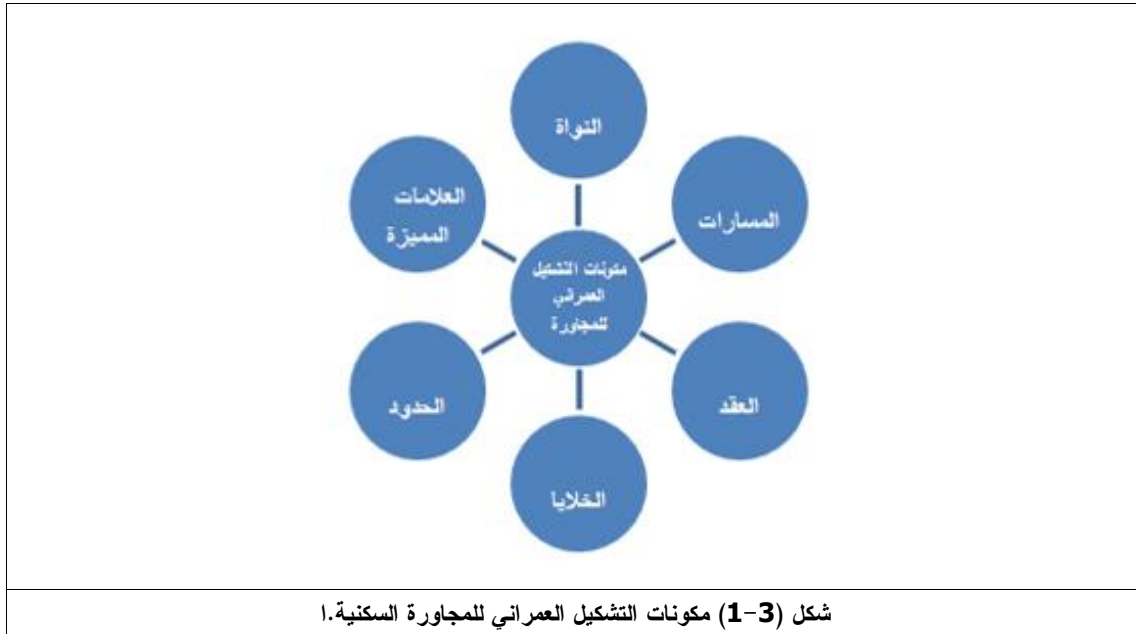 النواة
المسارات
العقد
الخلايا
الحدود
العلامات
المميزة
مكونات التشكيل
العمراني
للمجاورة
شكل (3-1) مكونات التشكيل العمراني للمجاورة السكنية.ا